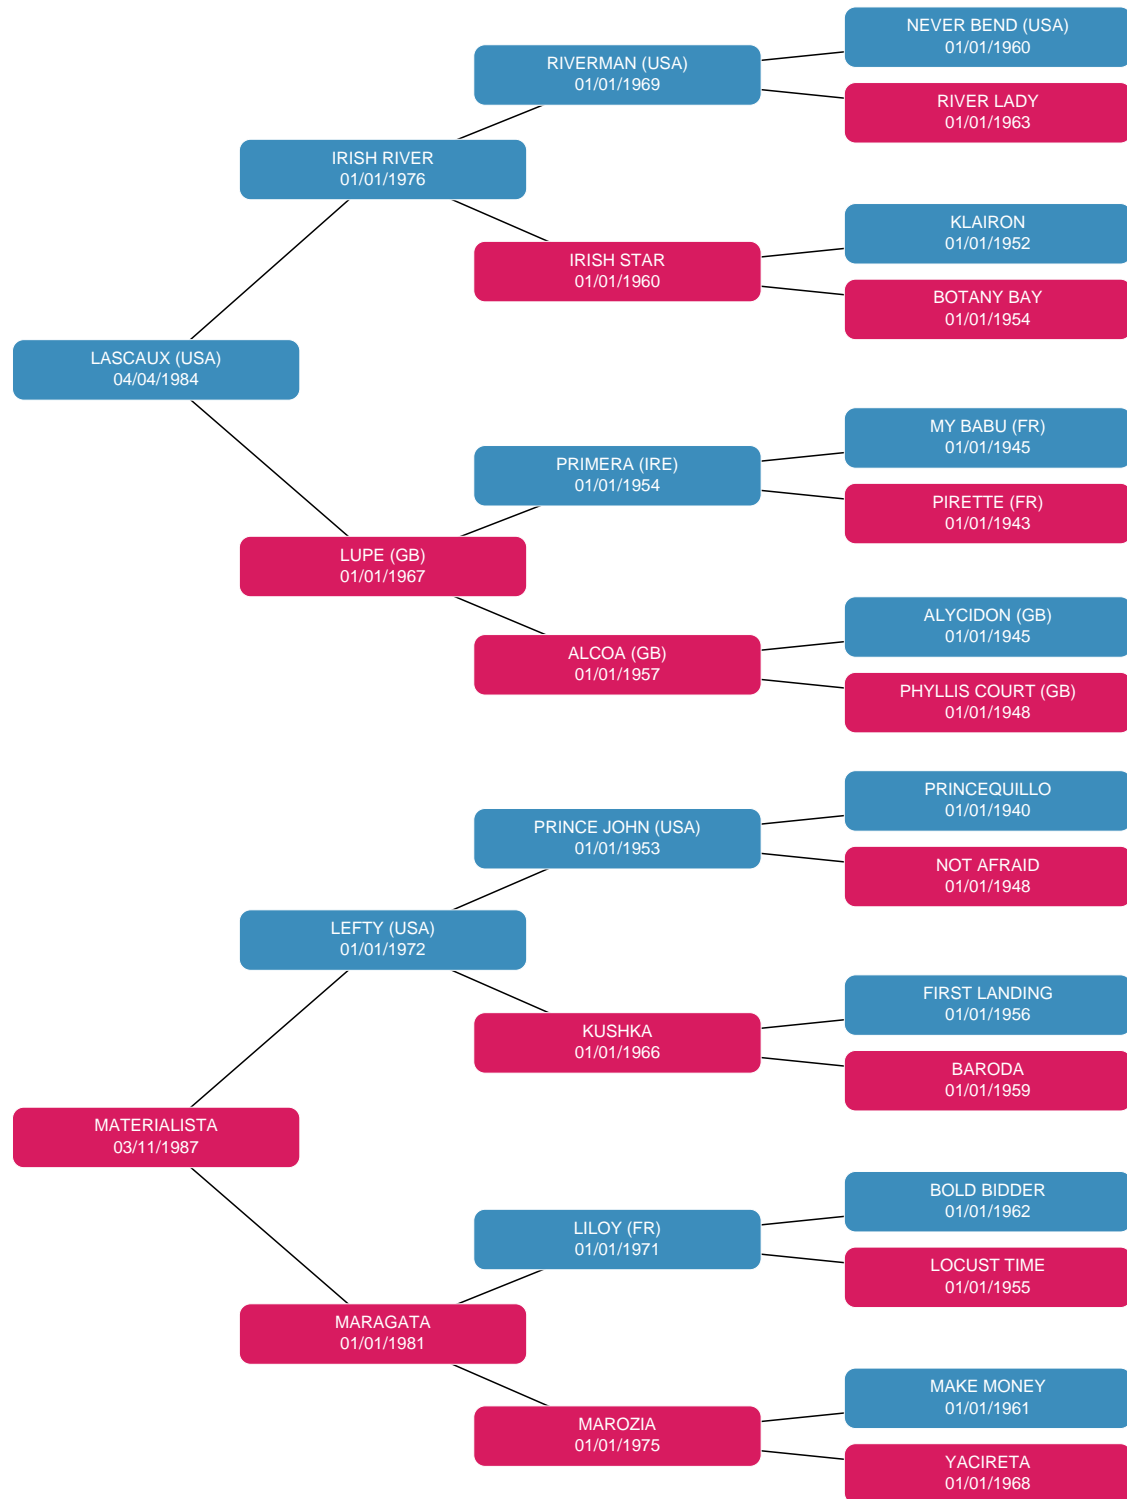 NEVER BEND (USA)
01/01/1960
RIVERMAN (USA)
01/01/1969
RIVER LADY
01/01/1963
IRISH RIVER
01/01/1976
KLAIRON
01/01/1952
IRISH STAR
01/01/1960
BOTANY BAY
01/01/1954
LASCAUX (USA)
04/04/1984
MY BABU (FR)
01/01/1945
PRIMERA (IRE)
01/01/1954
PIRETTE (FR)
01/01/1943
LUPE (GB)
01/01/1967
ALYCIDON (GB)
01/01/1945
ALCOA (GB)
01/01/1957
PHYLLIS COURT (GB)
01/01/1948
PRINCEQUILLO
01/01/1940
PRINCE JOHN (USA)
01/01/1953
NOT AFRAID
01/01/1948
LEFTY (USA)
01/01/1972
FIRST LANDING
01/01/1956
KUSHKA
01/01/1966
BARODA
01/01/1959
MATERIALISTA
03/11/1987
BOLD BIDDER
01/01/1962
LILOY (FR)
01/01/1971
LOCUST TIME
01/01/1955
MARAGATA
01/01/1981
MAKE MONEY
01/01/1961
MAROZIA
01/01/1975
YACIRETA
01/01/1968